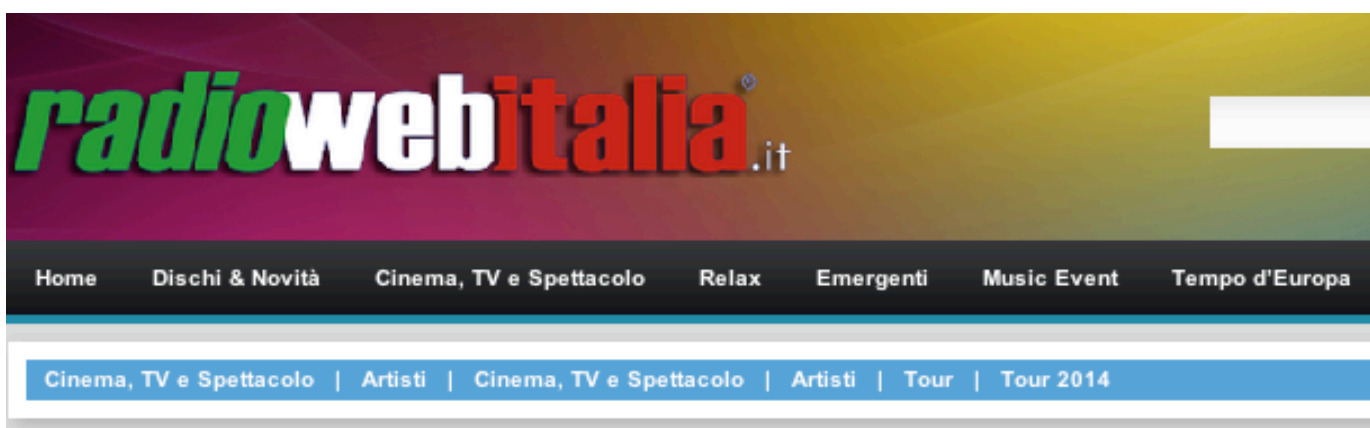 radiowebitalia.it
Home Dischi & Novità Cinema, TV e Spettacolo Relax Emergenti Music Event Tempo d'Europa
Cinema, TV e Spettacolo | Artisti | Cinema, TV e Spettacolo | Artisti | Tour | Tour 2014